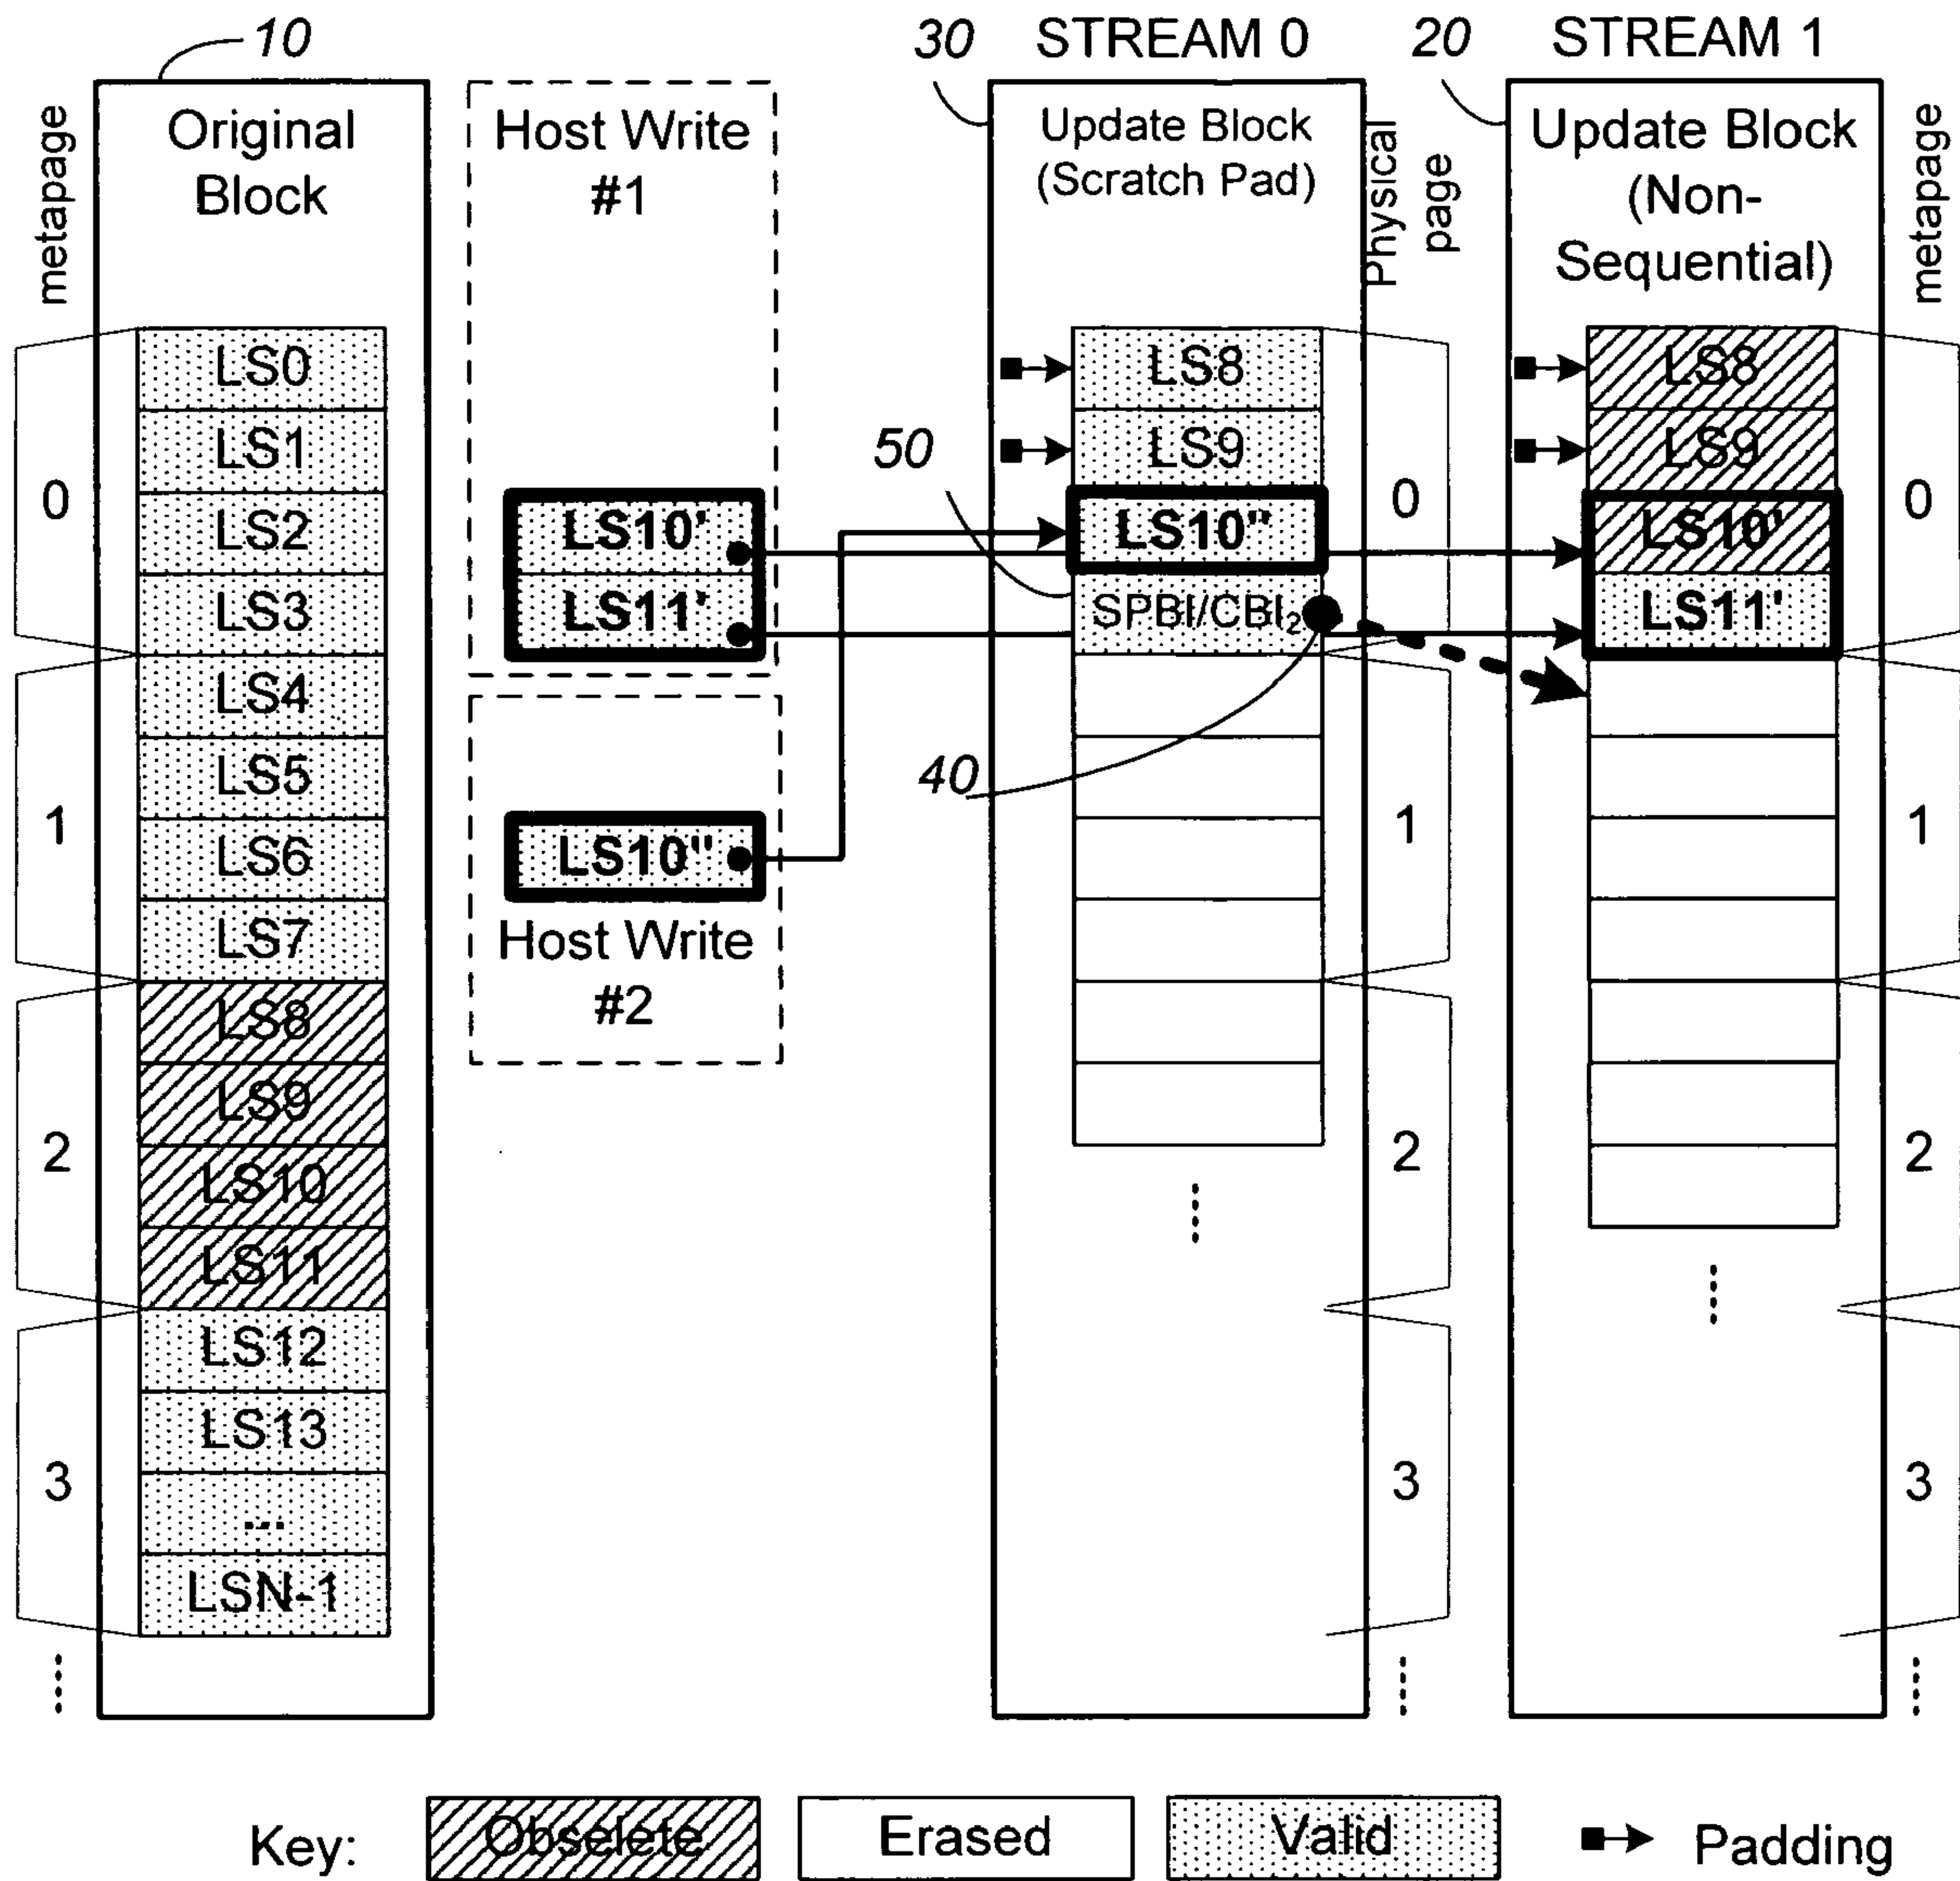 10
metapage
Original
Block
0
1
2
3
LS0
LS1
LS2
LS3
LS4
LS5
LS6
LS7
LS8
LS9
LS10
LS11
LS12
LS13
...
LSN-1
Host Write
#1
LS10'
LS11'
LS10"
Host Write
#2
30
STREAM 0
Update Block
(Scratch Pad)
Physical
page
50
LS8
LS9
LS10"
SPBI/CBI₂
40
0
1
2
3
20
STREAM 1
Update Block
(Non-
Sequential)
metapage
LS8
LS9
LS10'
LS11'
0
1
2
3
Key:
Obselete
Erased
Valid
Padding